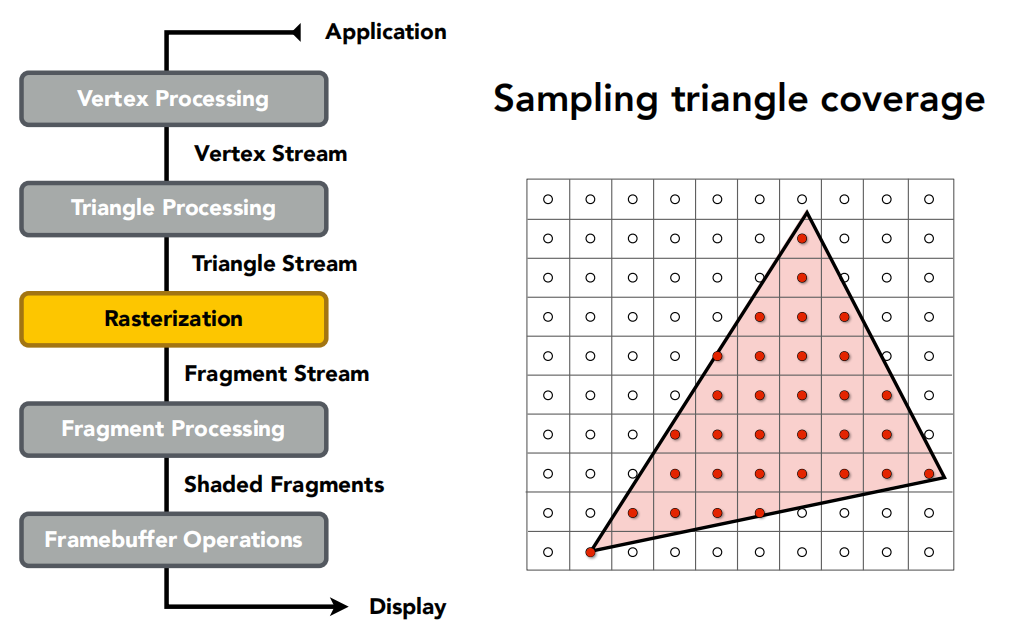 Application
Vertex Processing
Sampling triangle coverage
Vertex Stream
Triangle Processing
Triangle Stream
Rasterization
Fragment Stream
Fragment Processing
Shaded Fragments
Framebuffer Operations
Display